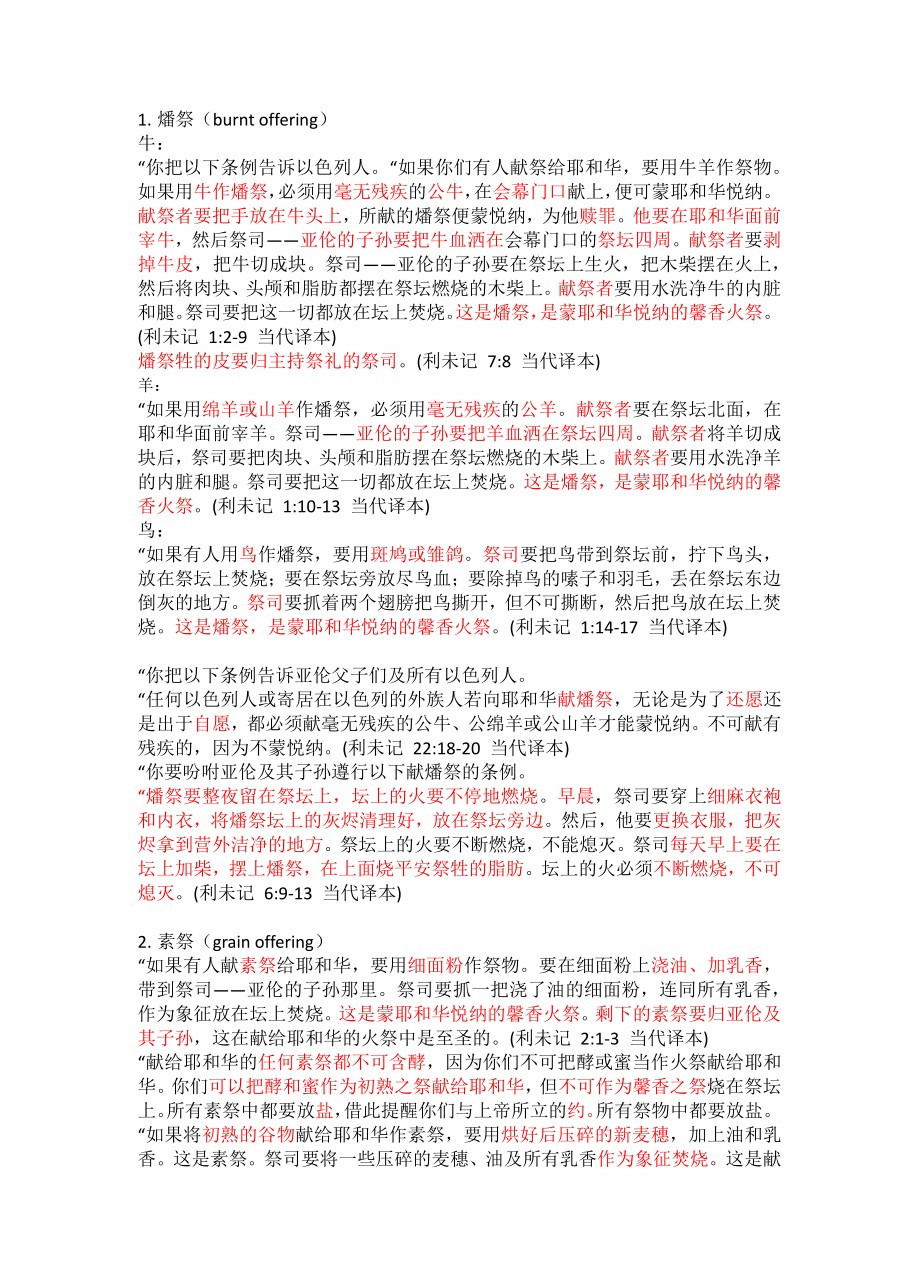 1. 燔祭（burnt offering）
牛：
“你把以下条例告诉以色列人。“如果你们有人献祭给耶和华，要用牛羊作祭物。
如果用牛作燔祭，必须用毫无残疾的公牛，在会幕门口献上，便可蒙耶和华悦纳。
献祭者要把手放在牛头上，所献的燔祭便蒙悦纳，为他赎罪。他要在耶和华面前
宰牛，然后祭司——亚伦的子孙要把牛血洒在会幕门口的祭坛四周。献祭者要剥
掉牛皮，把牛切成块。祭司——亚伦的子孙要在祭坛上生火，把木柴摆在火上，
然后将肉块、头颅和脂肪都摆在祭坛燃烧的木柴上。献祭者要用水洗净牛的内脏
和腿。祭司要把这一切都放在坛上焚烧。这是燔祭，是蒙耶和华悦纳的馨香火祭。
(利未记 1:2-9 当代译本)
燔祭牲的皮要归主持祭礼的祭司。(利未记 7:8 当代译本)
羊：
“如果用绵羊或山羊作燔祭，必须用毫无残疾的公羊。献祭者要在祭坛北面，在
耶和华面前宰羊。祭司——亚伦的子孙要把羊血洒在祭坛四周。献祭者将羊切成
块后，祭司要把肉块、头颅和脂肪摆在祭坛燃烧的木柴上。献祭者要用水洗净羊
的内脏和腿。祭司要把这一切都放在坛上焚烧。这是燔祭，是蒙耶和华悦纳的馨
香火祭。(利未记 1:10-13 当代译本)
鸟：
“如果有人用鸟作燔祭，要用斑鸠或雏鸽。祭司要把鸟带到祭坛前，拧下鸟头，
放在祭坛上焚烧；要在祭坛旁放尽鸟血；要除掉鸟的嗉子和羽毛，丢在祭坛东边
倒灰的地方。祭司要抓着两个翅膀把鸟撕开，但不可撕断，然后把鸟放在坛上焚
烧。这是燔祭，是蒙耶和华悦纳的馨香火祭。(利未记 1:14-17 当代译本)
“你把以下条例告诉亚伦父子们及所有以色列人。
“任何以色列人或寄居在以色列的外族人若向耶和华献燔祭，无论是为了还愿还
是出于自愿，都必须献毫无残疾的公牛、公绵羊或公山羊才能蒙悦纳。不可献有
残疾的，因为不蒙悦纳。(利未记 22:18-20 当代译本)
“你要吩咐亚伦及其子孙遵行以下献燔祭的条例。
“燔祭要整夜留在祭坛上，坛上的火要不停地燃烧。早晨，祭司要穿上细麻衣袍
和内衣，将燔祭坛上的灰烬清理好，放在祭坛旁边。然后，他要更换衣服，把灰
烬拿到营外洁净的地方。祭坛上的火要不断燃烧，不能熄灭。祭司每天早上要在
坛上加柴，摆上燔祭，在上面烧平安祭牲的脂肪。坛上的火必须不断燃烧，不可
熄灭。(利未记 6:9-13 当代译本)
2. 素祭（grain offering）
“如果有人献素祭给耶和华，要用细面粉作祭物。要在细面粉上浇油、加乳香，
带到祭司——亚伦的子孙那里。祭司要抓一把浇了油的细面粉，连同所有乳香，
作为象征放在坛上焚烧。这是蒙耶和华悦纳的馨香火祭。剩下的素祭要归亚伦及
其子孙，这在献给耶和华的火祭中是至圣的。(利未记 2:1-3 当代译本)
“献给耶和华的任何素祭都不可含酵，因为你们不可把酵或蜜当作火祭献给耶和
华。你们可以把酵和蜜作为初熟之祭献给耶和华，但不可作为馨香之祭烧在祭坛
上。所有素祭中都要放盐，借此提醒你们与上帝所立的约。所有祭物中都要放盐。
“如果将初熟的谷物献给耶和华作素祭，要用烘好后压碎的新麦穗，加上油和乳
香。这是素祭。祭司要将一些压碎的麦穗、油及所有乳香作为象征焚烧。这是献